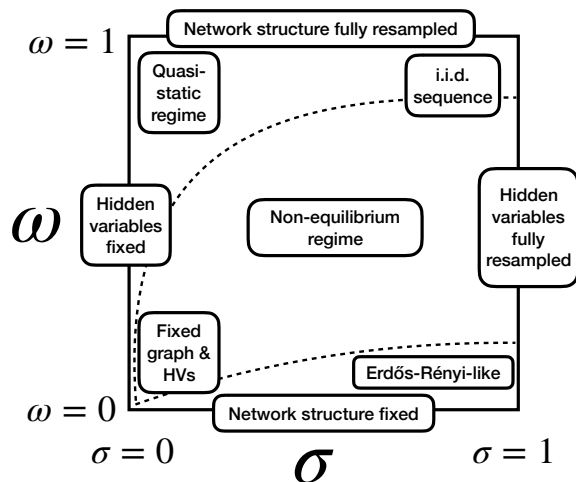 Network structure fully resampled
ω = 1
Quasi-
static
regime
i.i.d.
sequence
Hidden
variables
fixed
ω
Non-equilibrium
regime
Hidden
variables
fully
resampled
Fixed
graph &
HVs
Erdős-Rényi-like
ω = 0
Network structure fixed
σ = 0
σ
σ = 1